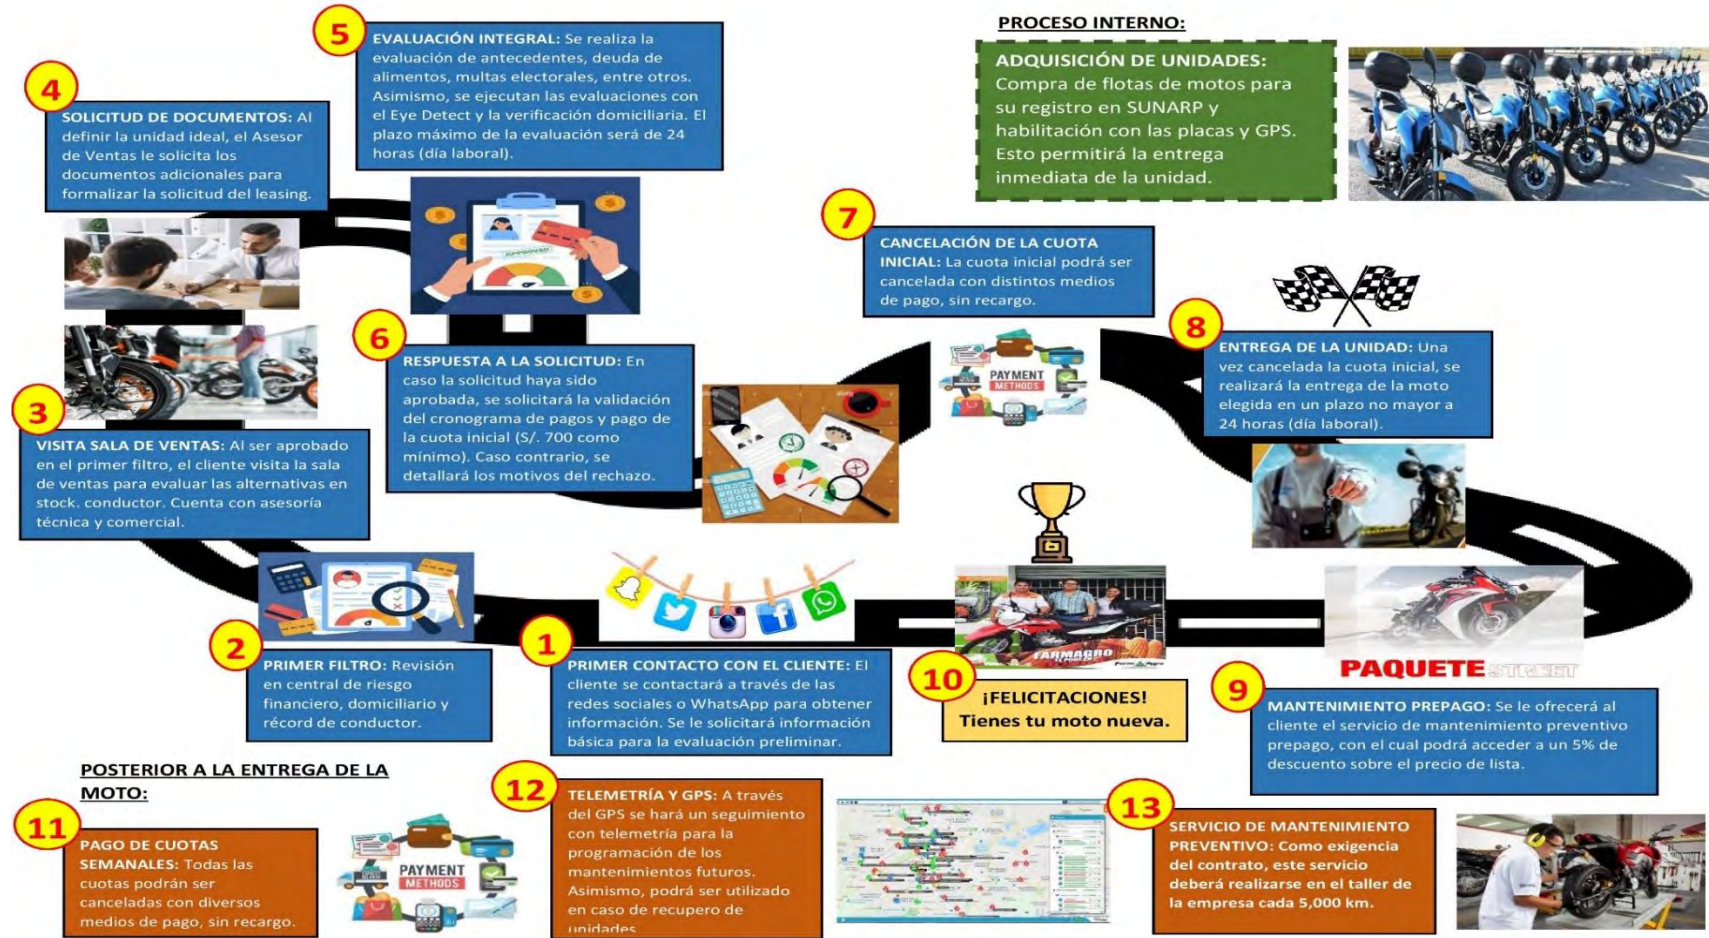 PROCESO INTERNO:
ADQUISICIÓN DE UNIDADES:
Compra de flotas de motos para
su registro en SUNARP y
habilitación con las placas y GPS.
Esto permitirá la entrega
inmediata de la unidad.
5
EVALUACIÓN INTEGRAL: Se realiza la
evaluación de antecedentes, deuda de
alimentos, multas electorales, entre otros.
Asimismo, se ejecutan las evaluaciones con
el Eye Detect y la verificación domiciliaria. El
plazo máximo de la evaluación será de 24
horas (día laboral).
4
SOLICITUD DE DOCUMENTOS: Al
definir la unidad ideal, el Asesor
de Ventas le solicita los
documentos adicionales para
formalizar la solicitud del leasing.
APPROVED
7
CANCELACIÓN DE LA CUOTA
INICIAL: La cuota inicial podrá ser
cancelada con distintos medios
de pago, sin recargo.
PAYMENT
METHODS
8
ENTREGA DE LA UNIDAD: Una
vez cancelada la cuota inicial, se
realizará la entrega de la moto
elegida en un plazo no mayor a
24 horas (día laboral).
6
RESPUESTA A LA SOLICITUD: En
caso la solicitud haya sido
aprobada, se solicitará la validación
del cronograma de pagos y pago de
la cuota inicial (S/. 700 como
mínimo). Caso contrario, se
detallará los motivos del rechazo.
3
VISITA SALA DE VENTAS: Al ser aprobado
en el primer filtro, el cliente visita la sala
de ventas para evaluar las alternativas en
stock. conductor. Cuenta con asesoría
técnica y comercial.
2
PRIMER FILTRO: Revisión
en central de riesgo
financiero, domiciliario y
récord de conductor.
1
PRIMER CONTACTO CON EL CLIENTE: El
cliente se contactará a través de las
redes sociales o WhatsApp para obtener
información. Se le solicitará información
básica para la evaluación preliminar.
FARMAGRO
10
¡FELICITACIONES!
Tienes tu moto nueva.
PAQUETE STREET
9
MANTENIMIENTO PREPAGO: Se le ofrecerá al
cliente el servicio de mantenimiento preventivo
prepago, con el cual podrá acceder a un 5% de
descuento sobre el precio de lista.
POSTERIOR A LA ENTREGA DE LA
MOTO:
11
PAGO DE CUOTAS
SEMANALES: Todas las
cuotas podrán ser
canceladas con diversos
medios de pago, sin recargo.
PAYMENT
METHODS
12
TELEMETRÍA Y GPS: A través
del GPS se hará un seguimiento
con telemetría para la
programación de los
mantenimientos futuros.
Asimismo, podrá ser utilizado
en caso de recupero de
unidades
13
SERVICIO DE MANTENIMIENTO
PREVENTIVO: Como exigencia
del contrato, este servicio
deberá realizarse en el taller de
la empresa cada 5,000 km.